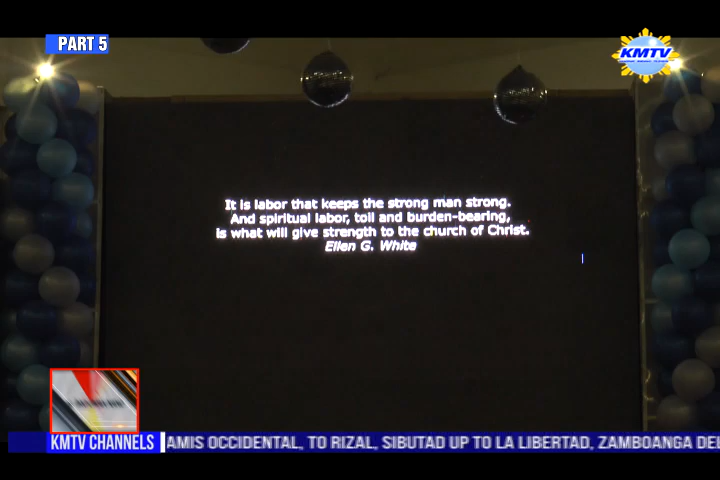 PART 5
KMTV
It is labor that keeps the strong man strong.
And spiritual labor, toil and burden-bearing,
is what will give strength to the church of Christ.
Ellen G. White
KMTV CHANNELS
AMIS OCCIDENTAL, TO RIZAL, SIBUTAD UP TO LA LIBERTAD, ZAMBOANGA DEL